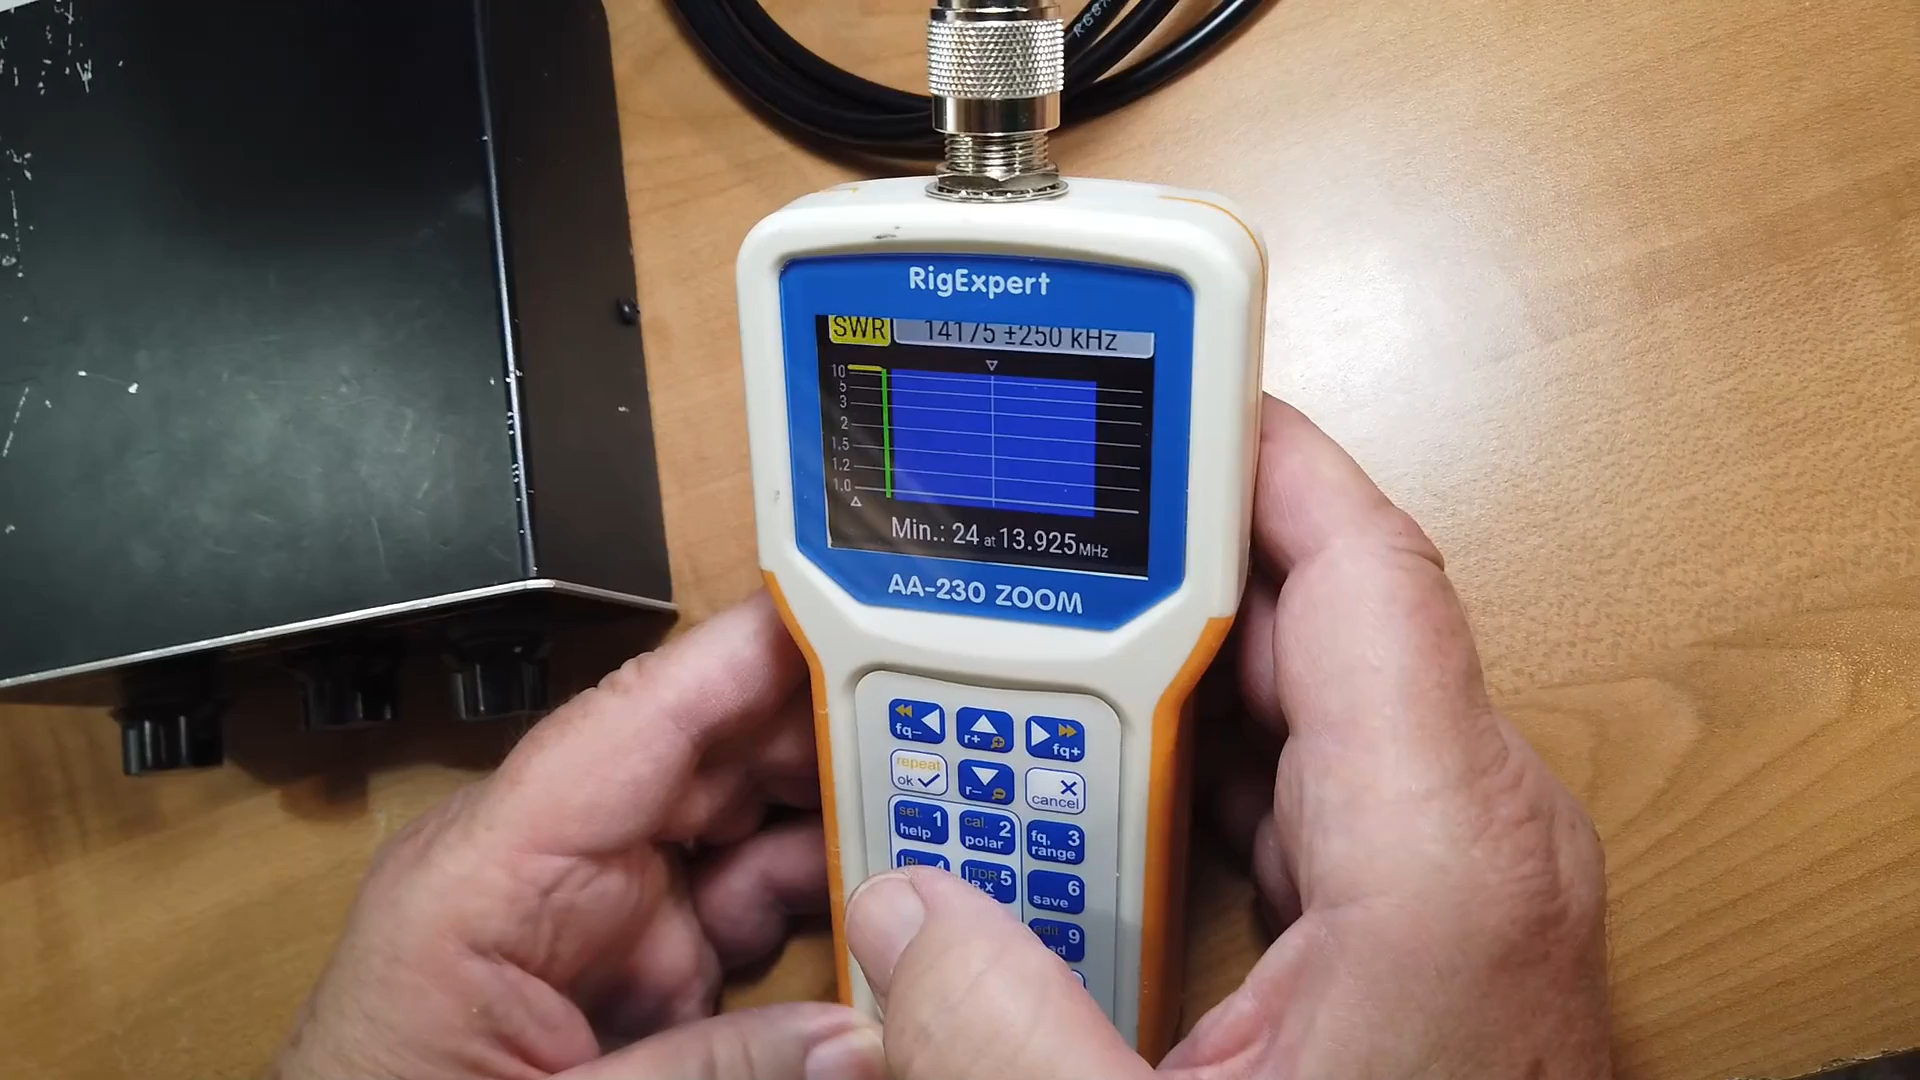 RigExpert
SWR 14175 ±250 kHz
10
5
3
2
1.5
1.2
1.0
Min.: 24 at 13.925 MHz
AA-230 ZOOM
fq– r+ fq+
repeat
ok r– cancel
set. 1 cal. 2 fq. 3
help polar range
4 TDR 5 6
R,X save
edit 9